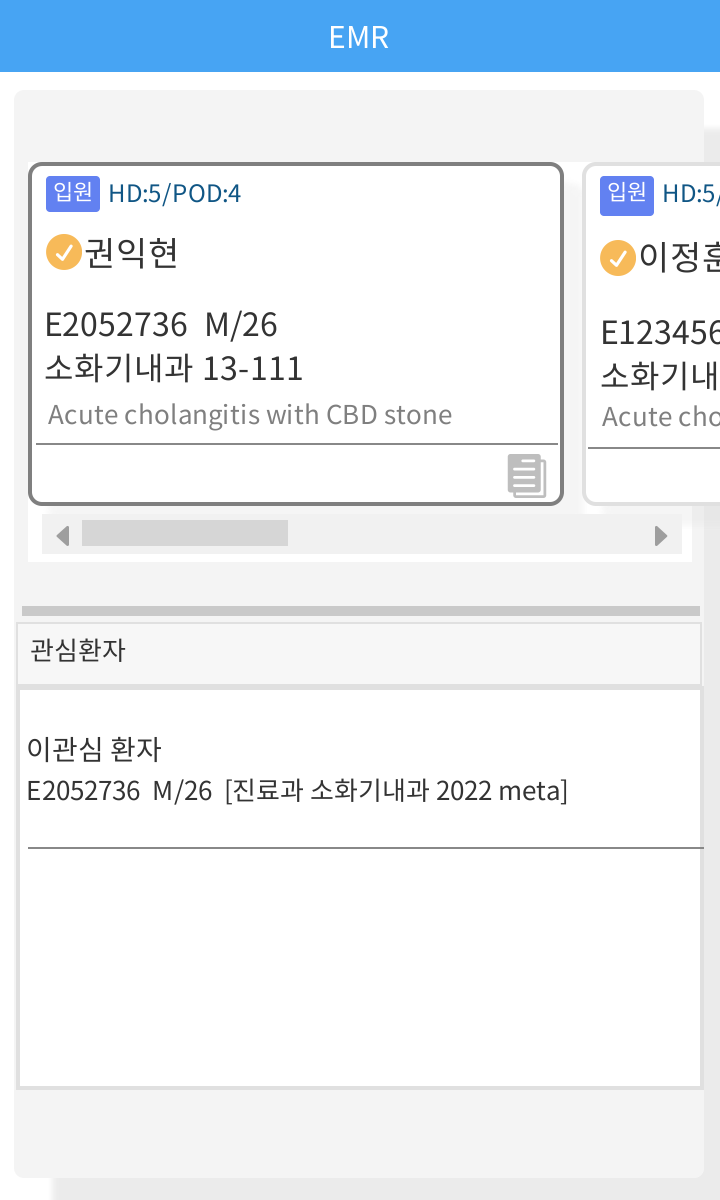 EMR
입원 HD:5/POD:4
권익현
E2052736 M/26
소화기내과 13-111
Acute cholangitis with CBD stone
입원 HD:5/
이정훈
E123456
소화기내
Acute cho
관심환자
이관심 환자
E2052736 M/26 [진료과 소화기내과 2022 meta]